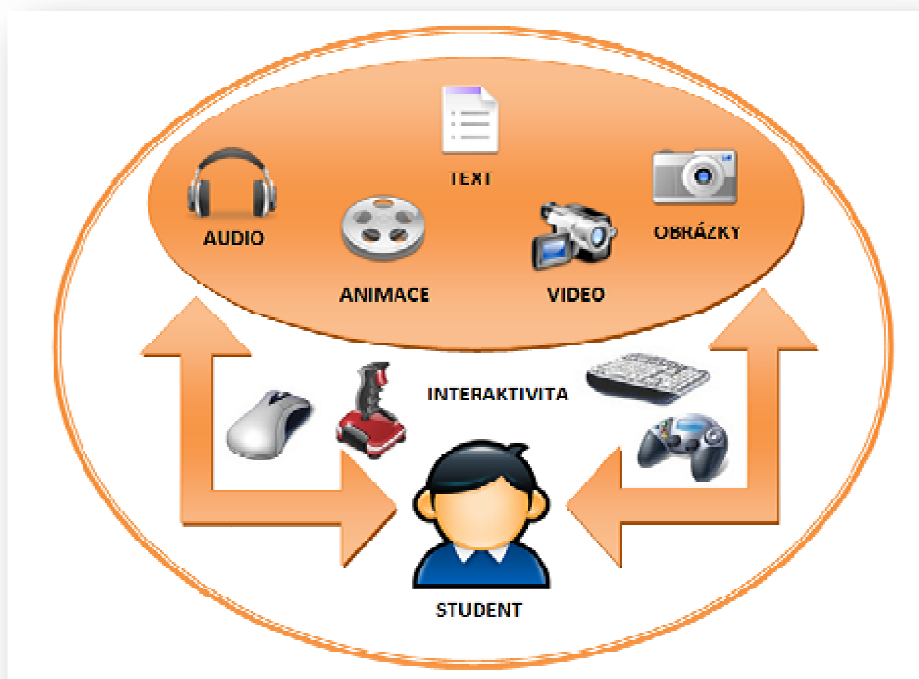 TEXT
AUDIO
OBRÁZKY
ANIMACE
VIDEO
INTERAKTIVITA
STUDENT